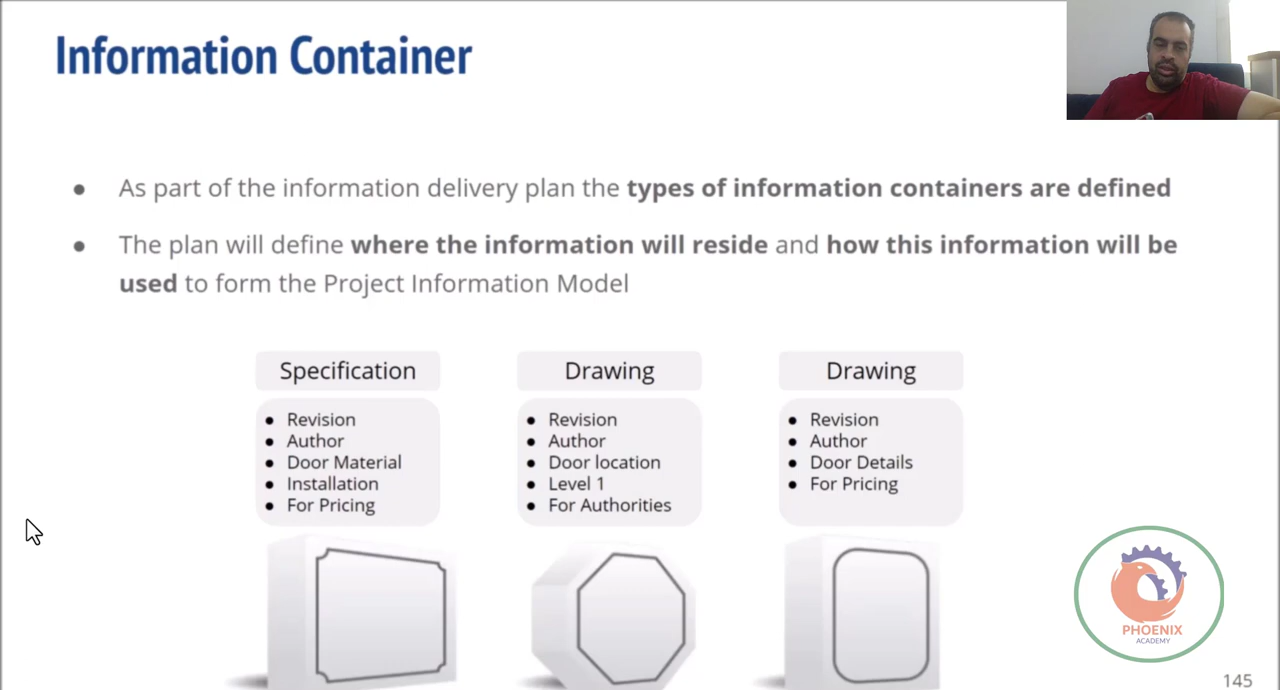 Information Container
● As part of the information delivery plan the types of information containers are defined
● The plan will define where the information will reside and how this information will be
used to form the Project Information Model
Specification
● Revision
● Author
● Door Material
● Installation
● For Pricing
Drawing
● Revision
● Author
● Door location
● Level 1
● For Authorities
Drawing
● Revision
● Author
● Door Details
● For Pricing
PHOENIX
ACADEMY
145